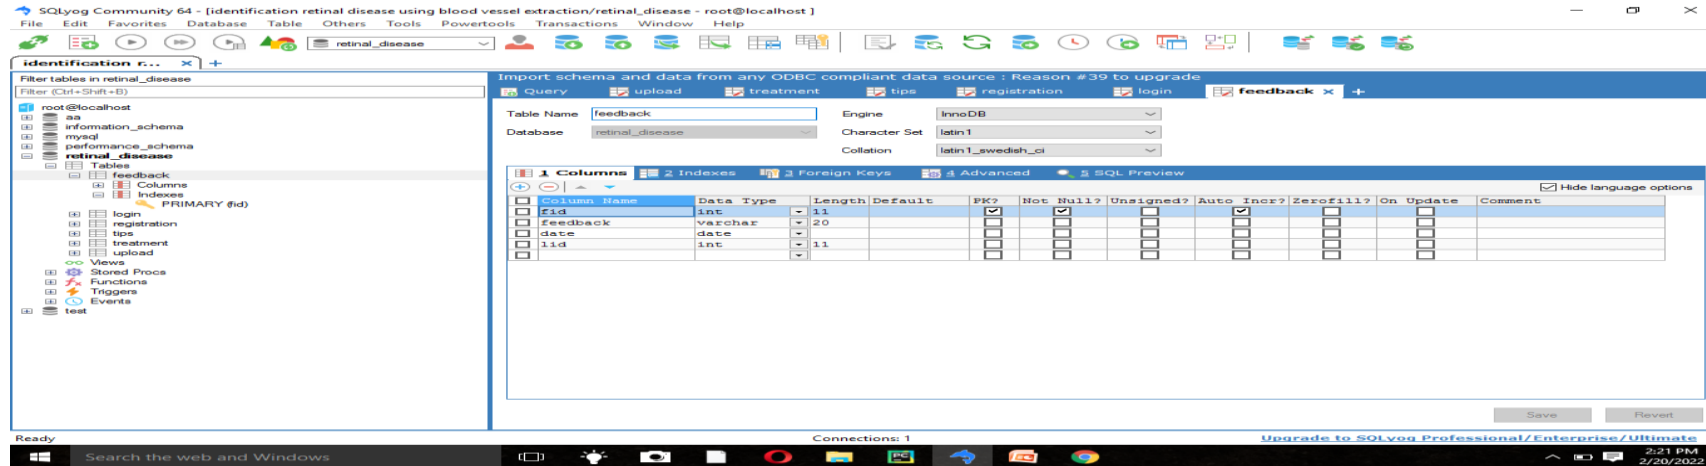 SQLyog Community 64 - [identification retinal disease using blood vessel extraction/retinal_disease - root@localhost ]
File Edit Favorites Database Table Others Tools Powertools Transactions Window Help
retinal_disease
identification r... × +
Filter tables in retinal_disease
Filter (Ctrl+Shift+B)
root@localhost
aa
information_schema
mysql
performance_schema
retinal_disease
Tables
feedback
Columns
Indexes
PRIMARY (fid)
login
registration
tips
treatment
upload
Views
Stored Procs
Functions
Triggers
Events
test
Import schema and data from any ODBC compliant data source : Reason #39 to upgrade
Query upload treatment tips registration login feedback × +
Table Name feedback Engine InnoDB
Database retinal_disease Character Set latin1
Collation latin1_swedish_ci
1 Columns 2 Indexes 3 Foreign Keys 4 Advanced 5 SQL Preview
Hide language options
Column Name Data Type Length Default PK? Not Null? Unsigned? Auto Incr? Zerofill? On Update Comment
fid int 11
feedback varchar 20
date date
lid int 11
Save Revert
Ready Connections: 1 Upgrade to SQLyog Professional/Enterprise/Ultimate
Search the web and Windows PC 2:21 PM
2/20/2022